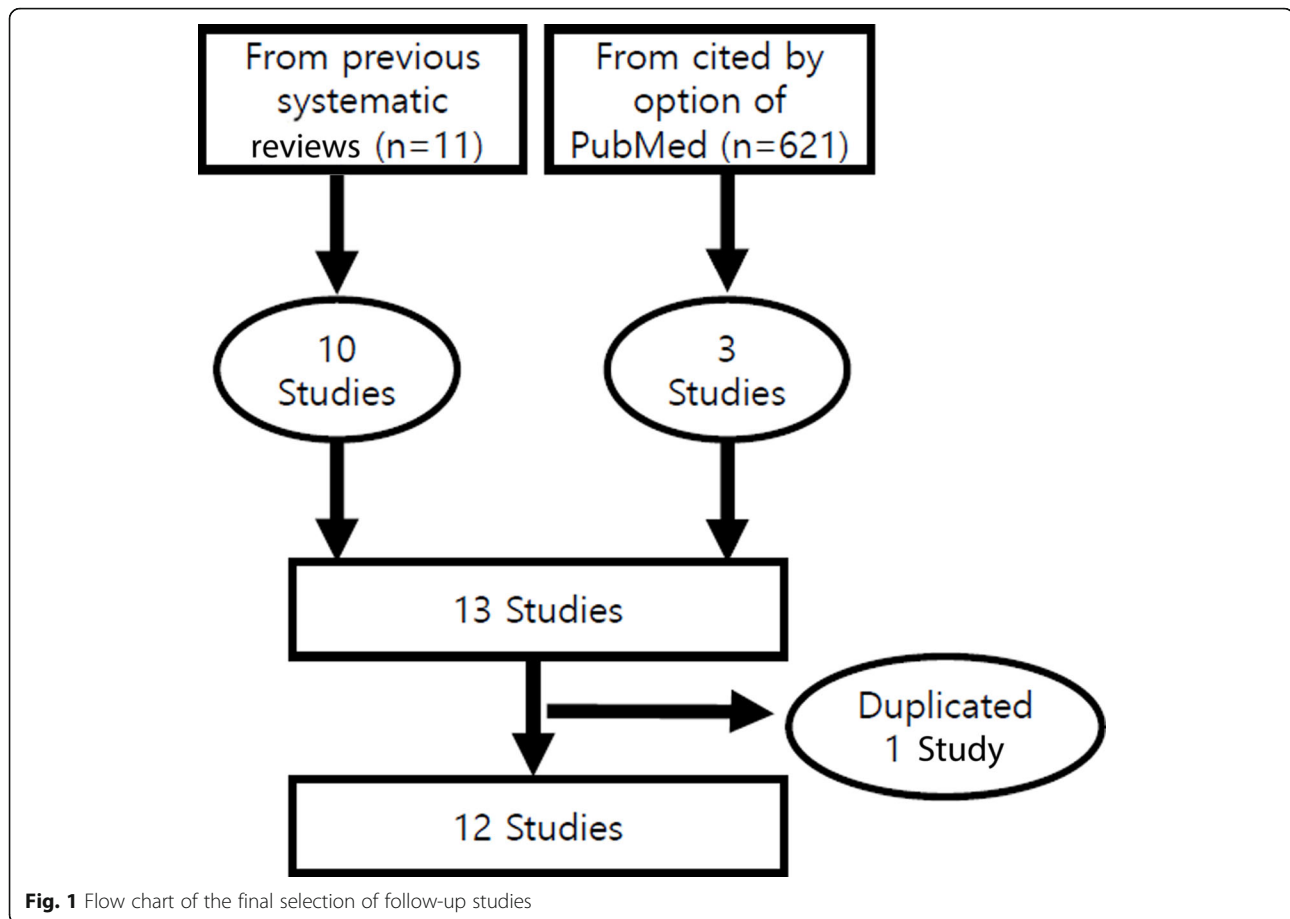 From previous
systematic
reviews (n=11)
From cited by
option of
PubMed (n=621)
10
Studies
3
Studies
13 Studies
Duplicated
1 Study
12 Studies
Fig. 1 Flow chart of the final selection of follow-up studies